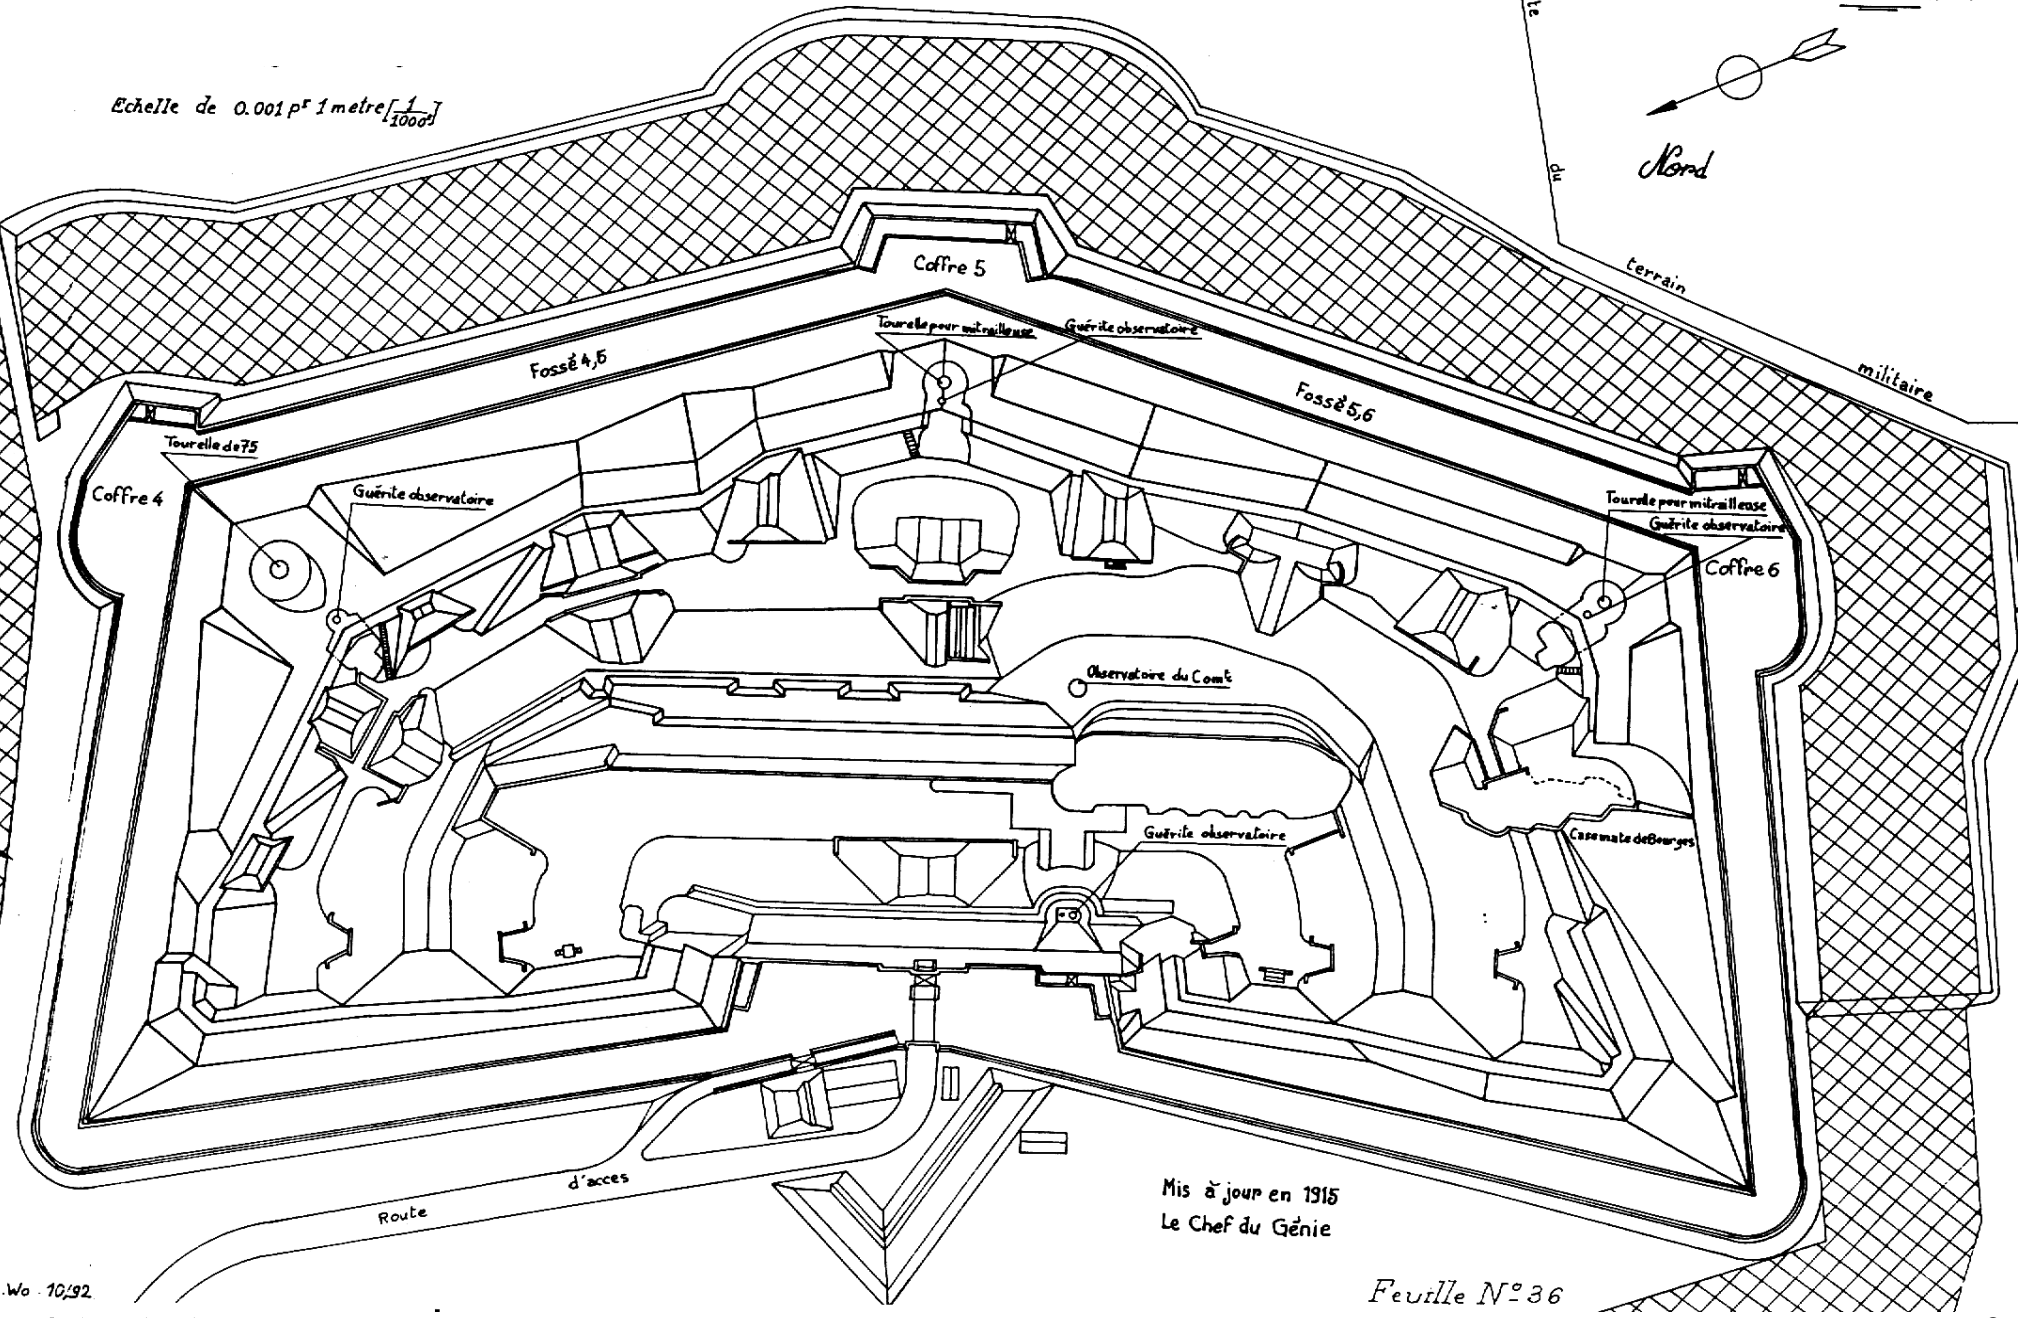 Echelle de 0.001 pr 1 metre [1/1000e]
te
du
Nord
terrain
militaire
Coffre 5
Tourelle pour mitrailleuse
Guérite observatoire
Fossé 4,5
Fossé 5,6
Tourelle de 75
Coffre 4
Guérite observatoire
Tourelle pour mitrailleuse
Guérite observatoire
Coffre 6
Observatoire du Comt
Guérite observatoire
Casemate de Bourges
Route
d'acces
Mis à jour en 1915
Le Chef du Génie
Feuille Nº 36
Wo. 10/92